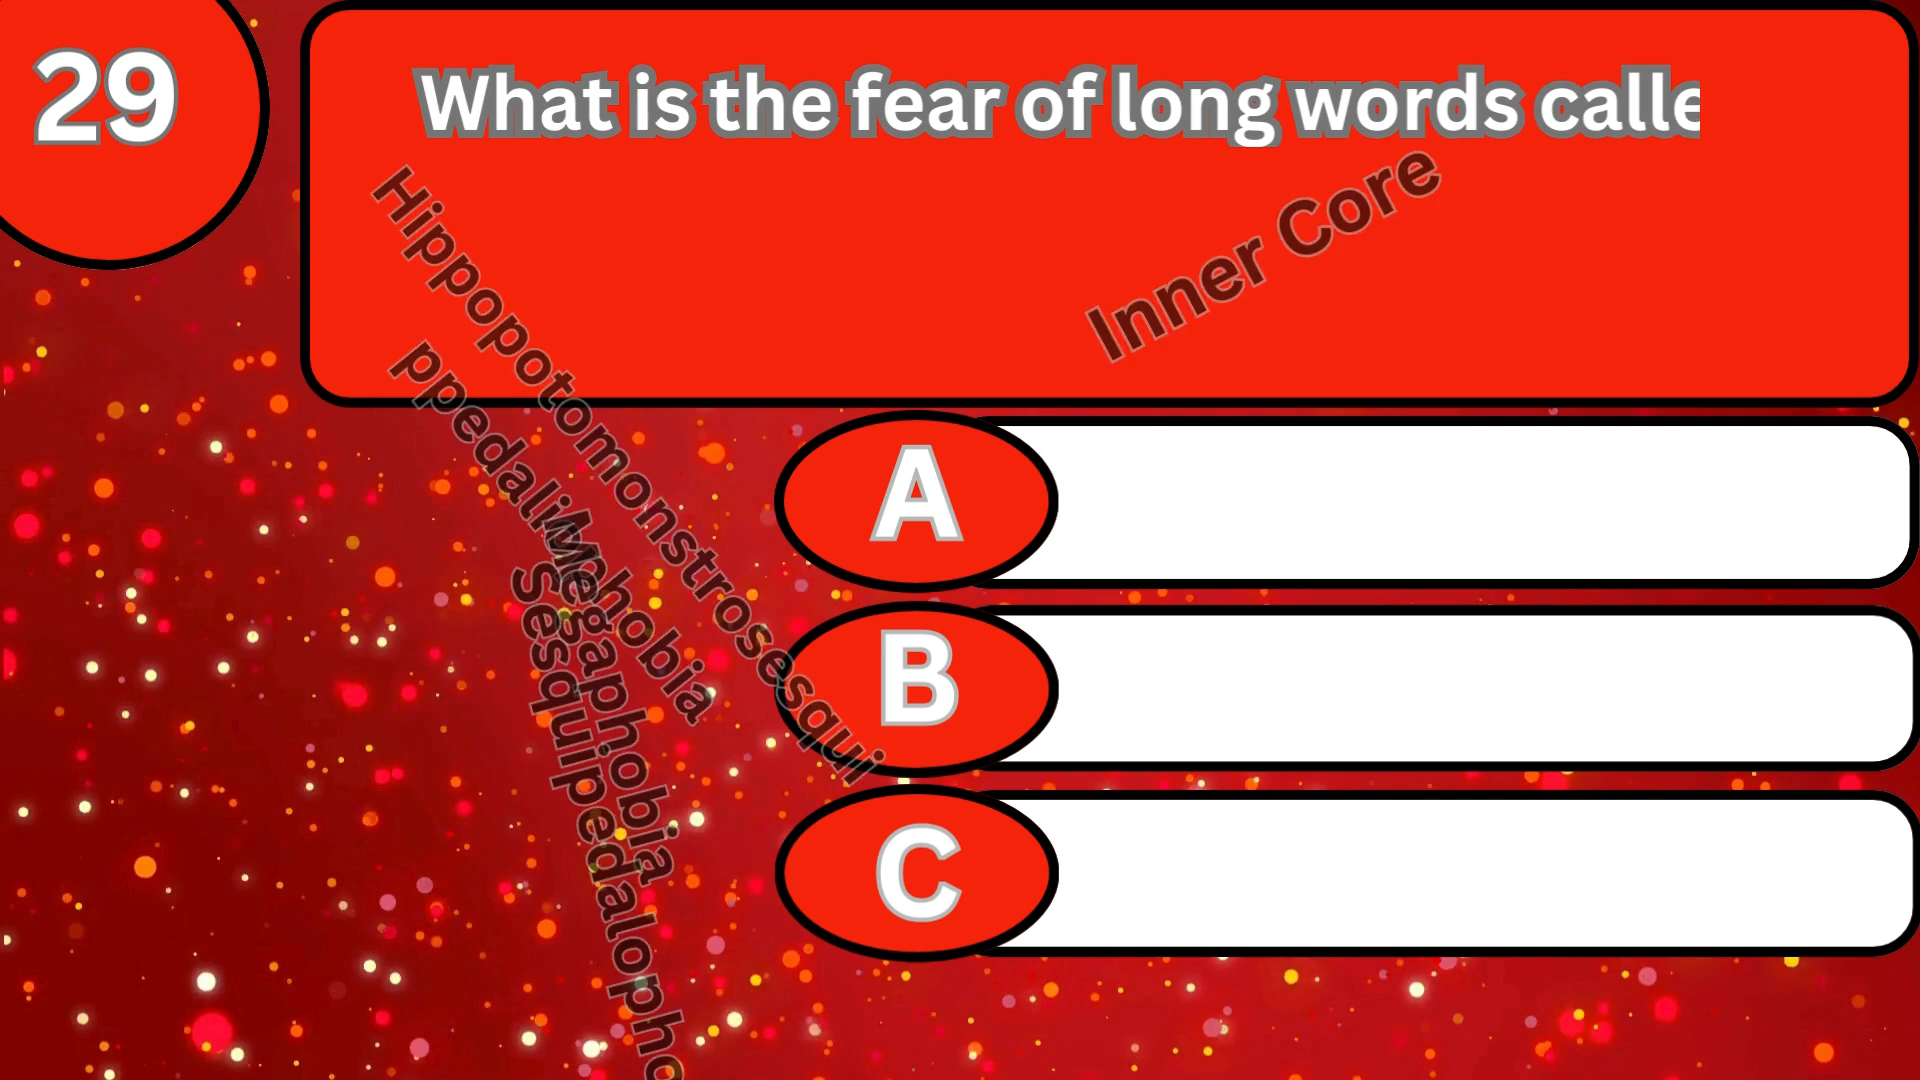 29
What is the fear of long words calle
Inner Core
Hippopotomonstrosesqui
ppedaliophobia
Megaphobia
Sesquipedalopho
A
B
C